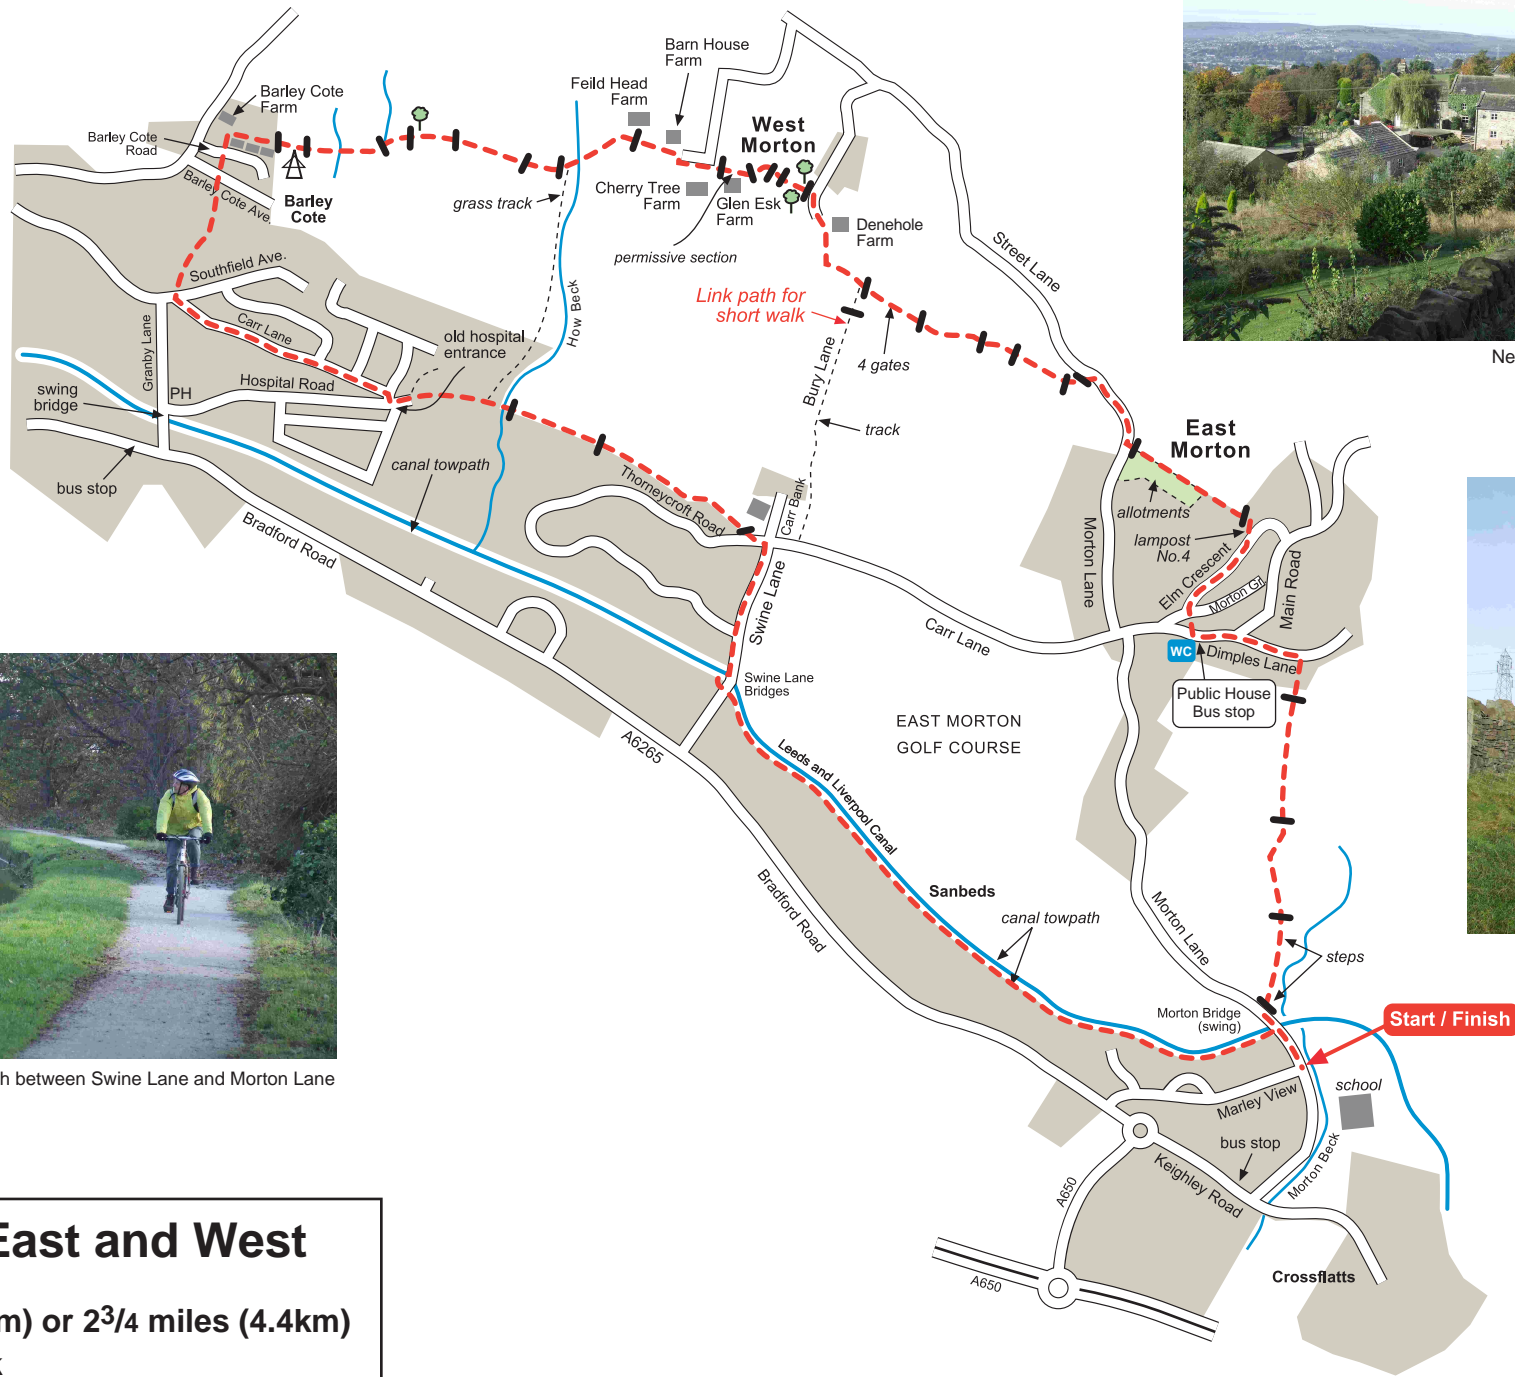 Barn House
Farm
Feild Head
Farm
Barley Cote
Farm
Barley Cote
Road
West
Morton
Barley Cote Ave.
Barley
Cote
grass track
Cherry Tree
Farm
Glen Esk
Farm
Denehole
Farm
permissive section
Street Lane
Southfield Ave.
Link path for
short walk
How Beck
Carr Lane
Granby Lane
old hospital
entrance
Bury Lane
4 gates
Ne
swing
bridge
PH
Hospital Road
track
East
Morton
canal towpath
bus stop
Thorneycroft Road
Carr Bank
allotments
lampost
No.4
Bradford Road
Morton Lane
Elm Crescent
Morton Gr.
Main Road
Swine Lane
Carr Lane
WC
Dimples Lane
Swine Lane
Bridges
Public House
Bus stop
A6265
EAST MORTON
GOLF COURSE
Leeds and Liverpool Canal
Bradford Road
Sanbeds
canal towpath
Morton Lane
steps
Morton Bridge
(swing)
Start / Finish
h between Swine Lane and Morton Lane
Marley View
school
bus stop
Keighley Road
Morton Beck
A650
A650
Crossflatts
East and West
m) or 23/4 miles (4.4km)